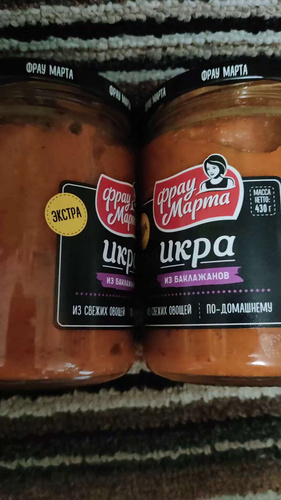 ФРАУ МАРТА
Фрау
Марта
ЭКСТРА
ИКРА
ИЗ БАКЛАЖАНОВ
ИЗ СВЕЖИХ ОВОЩЕЙ
ФРАУ МАРТА
Фрау
Марта
МАССА
НЕТТО:
430 г
ИКРА
ИЗ БАКЛАЖАНОВ
СВЕЖИХ ОВОЩЕЙ
ПО-ДОМАШНЕМУ